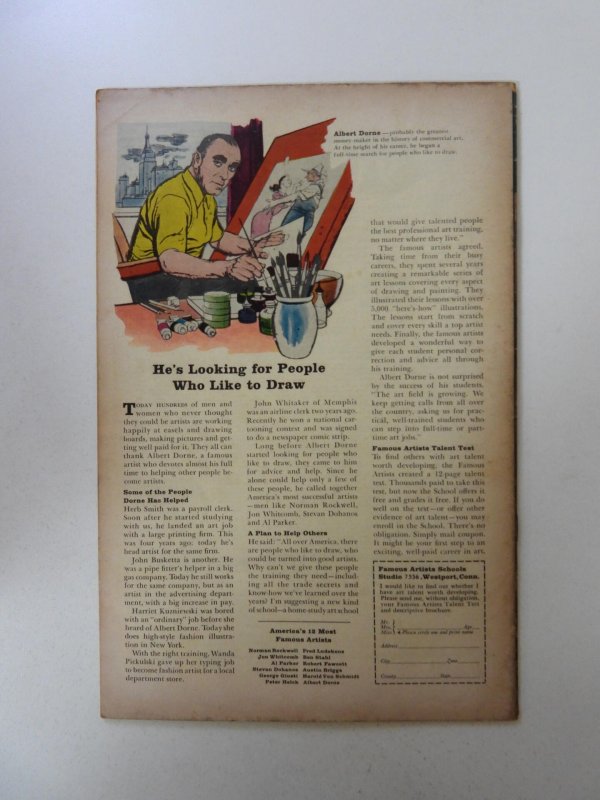 Albert Dorne—probably the greatest
money-maker in the history of commercial art.
At the height of his career, he began a
full-time search for people who like to draw.
He's Looking for People
Who Like to Draw
TODAY HUNDREDS of men and
women who never thought
they could be artists are working
happily at easels and drawing
boards, making pictures and get-
ting well paid for it. They all can
thank Albert Dorne, a famous
artist who devotes almost his full
time to helping other people be-
come artists.
Some of the People
Dorne Has Helped
Herb Smith was a payroll clerk.
Soon after he started studying
with us, he landed an art job
with a large printing firm. This
was four years ago; today he's
head artist for the same firm.
John Busketta is another. He
was a pipe fitter's helper in a big
gas company. Today he still works
for the same company, but as an
artist in the advertising depart-
ment, with a big increase in pay.
Harriet Kuzniewski was bored
with an "ordinary" job before she
heard of Albert Dorne. Today she
does high-style fashion illustra-
tion in New York.
With the right training, Wanda
Pickulski gave up her typing job
to become fashion artist for a local
department store.
John Whitaker of Memphis
was an airline clerk two years ago.
Recently he won a national car-
tooning contest and was signed
to do a newspaper comic strip.
Long before Albert Dorne
started looking for people who
like to draw, they came to him
for advice and help. Since he
alone could help only a few of
these people, he called together
America's most successful artists
—men like Norman Rockwell,
Jon Whitcomb, Stevan Dohanos
and Al Parker.
A Plan to Help Others
He said: "All over America, there
are people who like to draw, who
could be turned into good artists.
Why can't we give these people
the training they need—includ-
ing all the trade secrets and
know-how we've learned over the
years? I'm suggesting a new kind
of school—a home-study art school
America's 12 Most
Famous Artists
Norman Rockwell
Jon Whitcomb
Al Parker
Stevan Dohanos
George Giusti
Peter Helck
Fred Ludekens
Ben Stahl
Robert Fawcett
Austin Briggs
Harold Von Schmidt
Albert Dorne
that would give talented people
the best professional art training,
no matter where they live."
The famous artists agreed.
Taking time from their busy
careers, they spent several years
creating a remarkable series of
art lessons covering every aspect
of drawing and painting. They
illustrated their lessons with over
5,000 "here's-how" illustrations.
The lessons start from scratch
and cover every skill a top artist
needs. Finally, the famous artists
developed a wonderful way to
give each student personal cor-
rection and advice all through
his training.
Albert Dorne is not surprised
by the success of his students.
"The art field is growing. We
keep getting calls from all over
the country, asking us for prac-
tical, well-trained students who
can step into full-time or part-
time art jobs."
Famous Artists Talent Test
To find others with art talent
worth developing, the Famous
Artists created a 12-page talent
test. Thousands paid to take this
test, but now the School offers it
free and grades it free. If you do
well on the test—or offer other
evidence of art talent—you may
enroll in the School. There's no
obligation. Simply mail coupon.
It might be your first step to an
exciting, well-paid career in art.
Famous Artists Schools
Studio 7356, Westport, Conn.
I would like to find out whether I
have art talent worth developing.
Please send me, without obligation,
your Famous Artists Talent Test
and descriptive brochure.
Mr.
Mrs. Age
Miss Please circle one and print name
Address
City Zone
County State